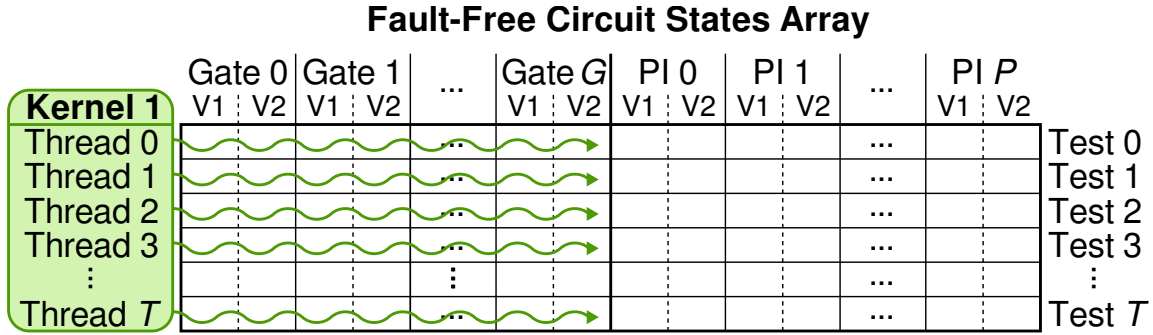 Fault-Free Circuit States Array
Gate 0 Gate 1 ... Gate G PI 0 PI 1 ... PI P
Kernel 1 V1 V2 V1 V2 V1 V2 V1 V2 V1 V2 V1 V2
Thread 0 ... ... Test 0
Thread 1 ... ... Test 1
Thread 2 ... ... Test 2
Thread 3 ... ... Test 3
⋮ ⋮ ... ⋮
Thread T ... ... Test T